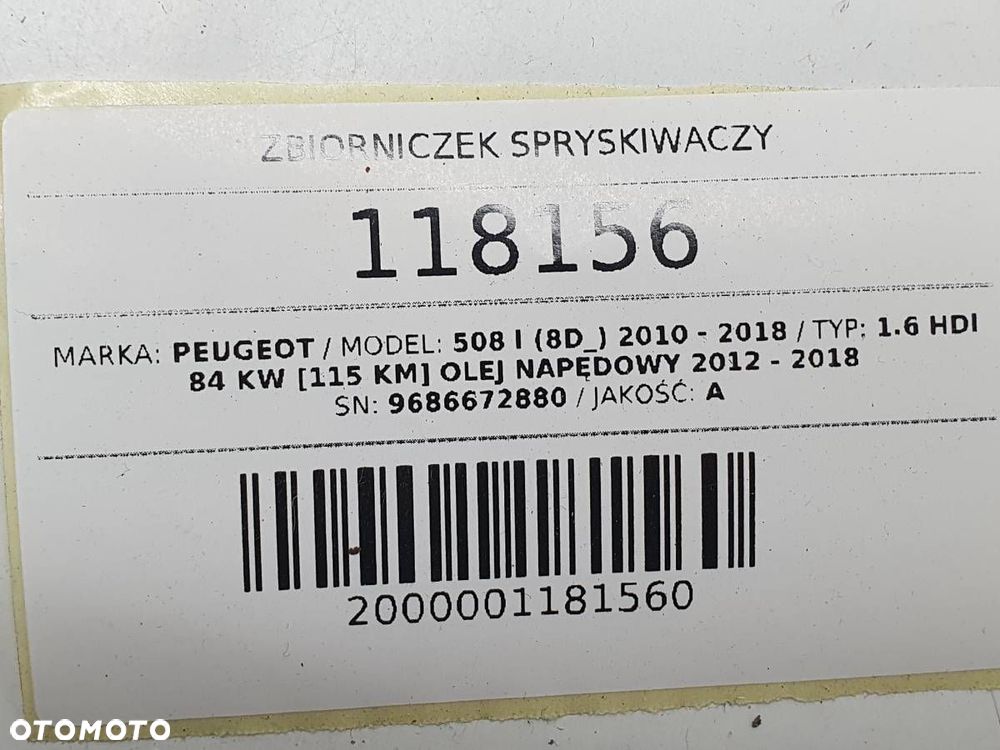 ZBIORNICZEK SPRYSKIWACZY
118156
MARKA: PEUGEOT / MODEL: 508 I (8D_) 2010 - 2018 / TYP: 1.6 HDI
84 KW [115 KM] OLEJ NAPĘDOWY 2012 - 2018
SN: 9686672880 / JAKOŚĆ: A
2000001181560
OTOMOTO